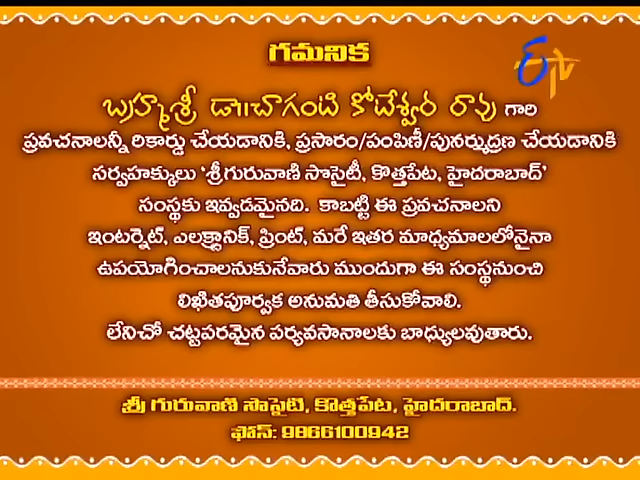 గమనిక
ETV
బ్రహ్మశ్రీ డా॥చాగంటి కోటేశ్వర రావు గారి
ప్రవచనాలన్నీ రికార్డు చేయడానికి, ప్రసారం/పంపిణీ/పునర్ముద్రణ చేయడానికి
సర్వహక్కులు ‘శ్రీగురువాణి సొసైటీ, కొత్తపేట, హైదరాబాద్’
సంస్థకు ఇవ్వడమైనది. కాబట్టి ఈ ప్రవచనాలని
ఇంటర్నెట్, ఎలక్ట్రానిక్, ప్రింట్, మరే ఇతర మాధ్యమాలలోనైనా
ఉపయోగించాలనుకునేవారు ముందుగా ఈ సంస్థనుంచి
లిఖితపూర్వక అనుమతి తీసుకోవాలి.
లేనిచో చట్టపరమైన పర్యవసానాలకు బాధ్యులవుతారు.
శ్రీ గురువాణి సొసైటి, కొత్తపేట, హైదరాబాద్.
ఫోన్: 9866100942